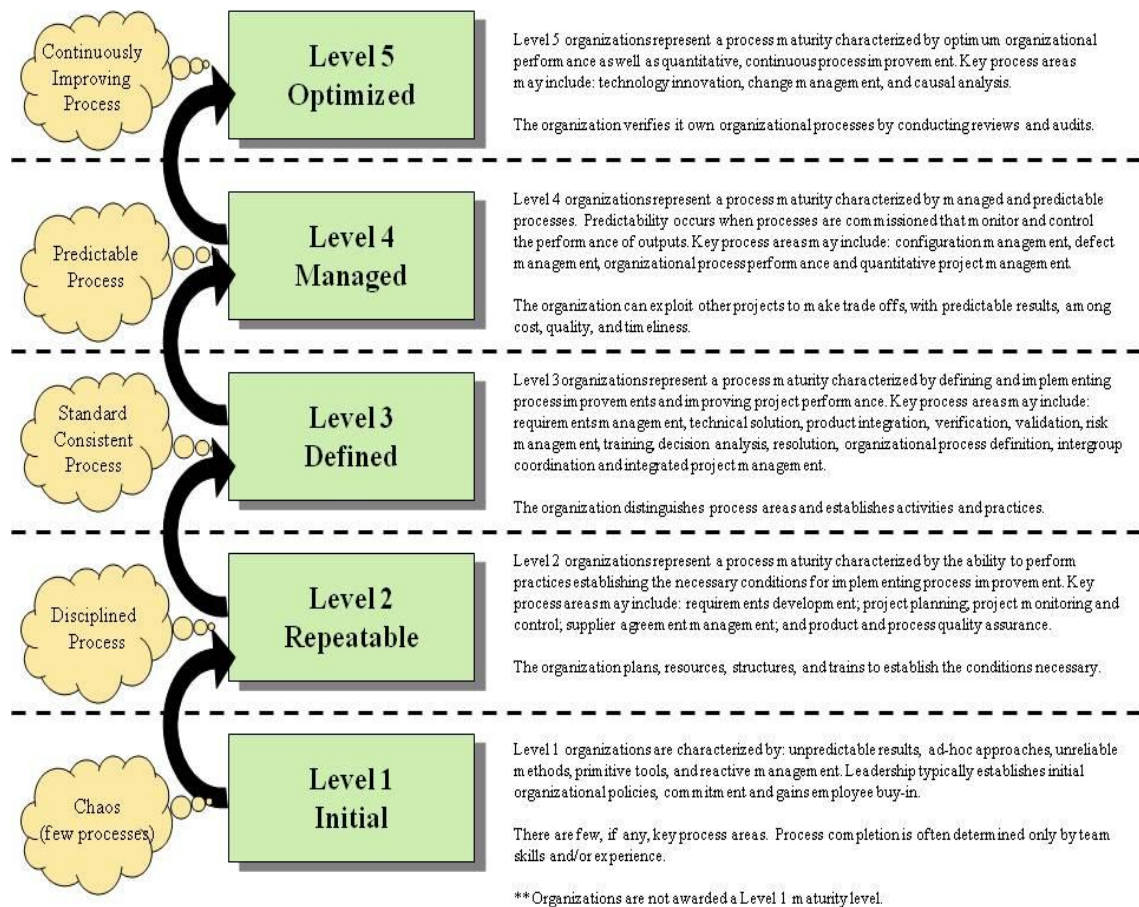 Continuously
Improving
Process
Level 5
Optimized
Level 5 organizations represent a process maturity characterized by optimum organizational
performance as well as quantitative, continuous process improvement. Key process areas
may include: technology innovation, change management, and causal analysis.
The organization verifies it own organizational processes by conducting reviews and audits.
Predictable
Process
Level 4
Managed
Level 4 organizations represent a process maturity characterized by managed and predictable
processes. Predictability occurs when processes are commissioned that monitor and control
the performance of outputs. Key process areas may include: configuration management, defect
management, organizational process performance and quantitative project management.
The organization can exploit other projects to make trade offs, with predictable results, among
cost, quality, and timeliness.
Standard
Consistent
Process
Level 3
Defined
Level 3 organizations represent a process maturity characterized by defining and implementing
process improvements and improving project performance. Key process areas may include:
requirements management, technical solution, product integration, verification, validation, risk
management, training, decision analysis, resolution, organizational process definition, intergroup
coordination and integrated project management.
The organization distinguishes process areas and establishes activities and practices.
Disciplined
Process
Level 2
Repeatable
Level 2 organizations represent a process maturity characterized by the ability to perform
practices establishing the necessary conditions for implementing process improvement. Key
process areas may include: requirements development; project planning; project monitoring and
control; supplier agreement management; and product and process quality assurance.
The organization plans, resources, structures, and trains to establish the conditions necessary.
Chaos
(few processes)
Level 1
Initial
Level 1 organizations are characterized by: unpredictable results, ad-hoc approaches, unreliable
methods, primitive tools, and reactive management. Leadership typically establishes initial
organizational policies, commitment and gains employee buy-in.
There are few, if any, key process areas. Process completion is often determined only by team
skills and/or experience.
**Organizations are not awarded a Level 1 maturity level.